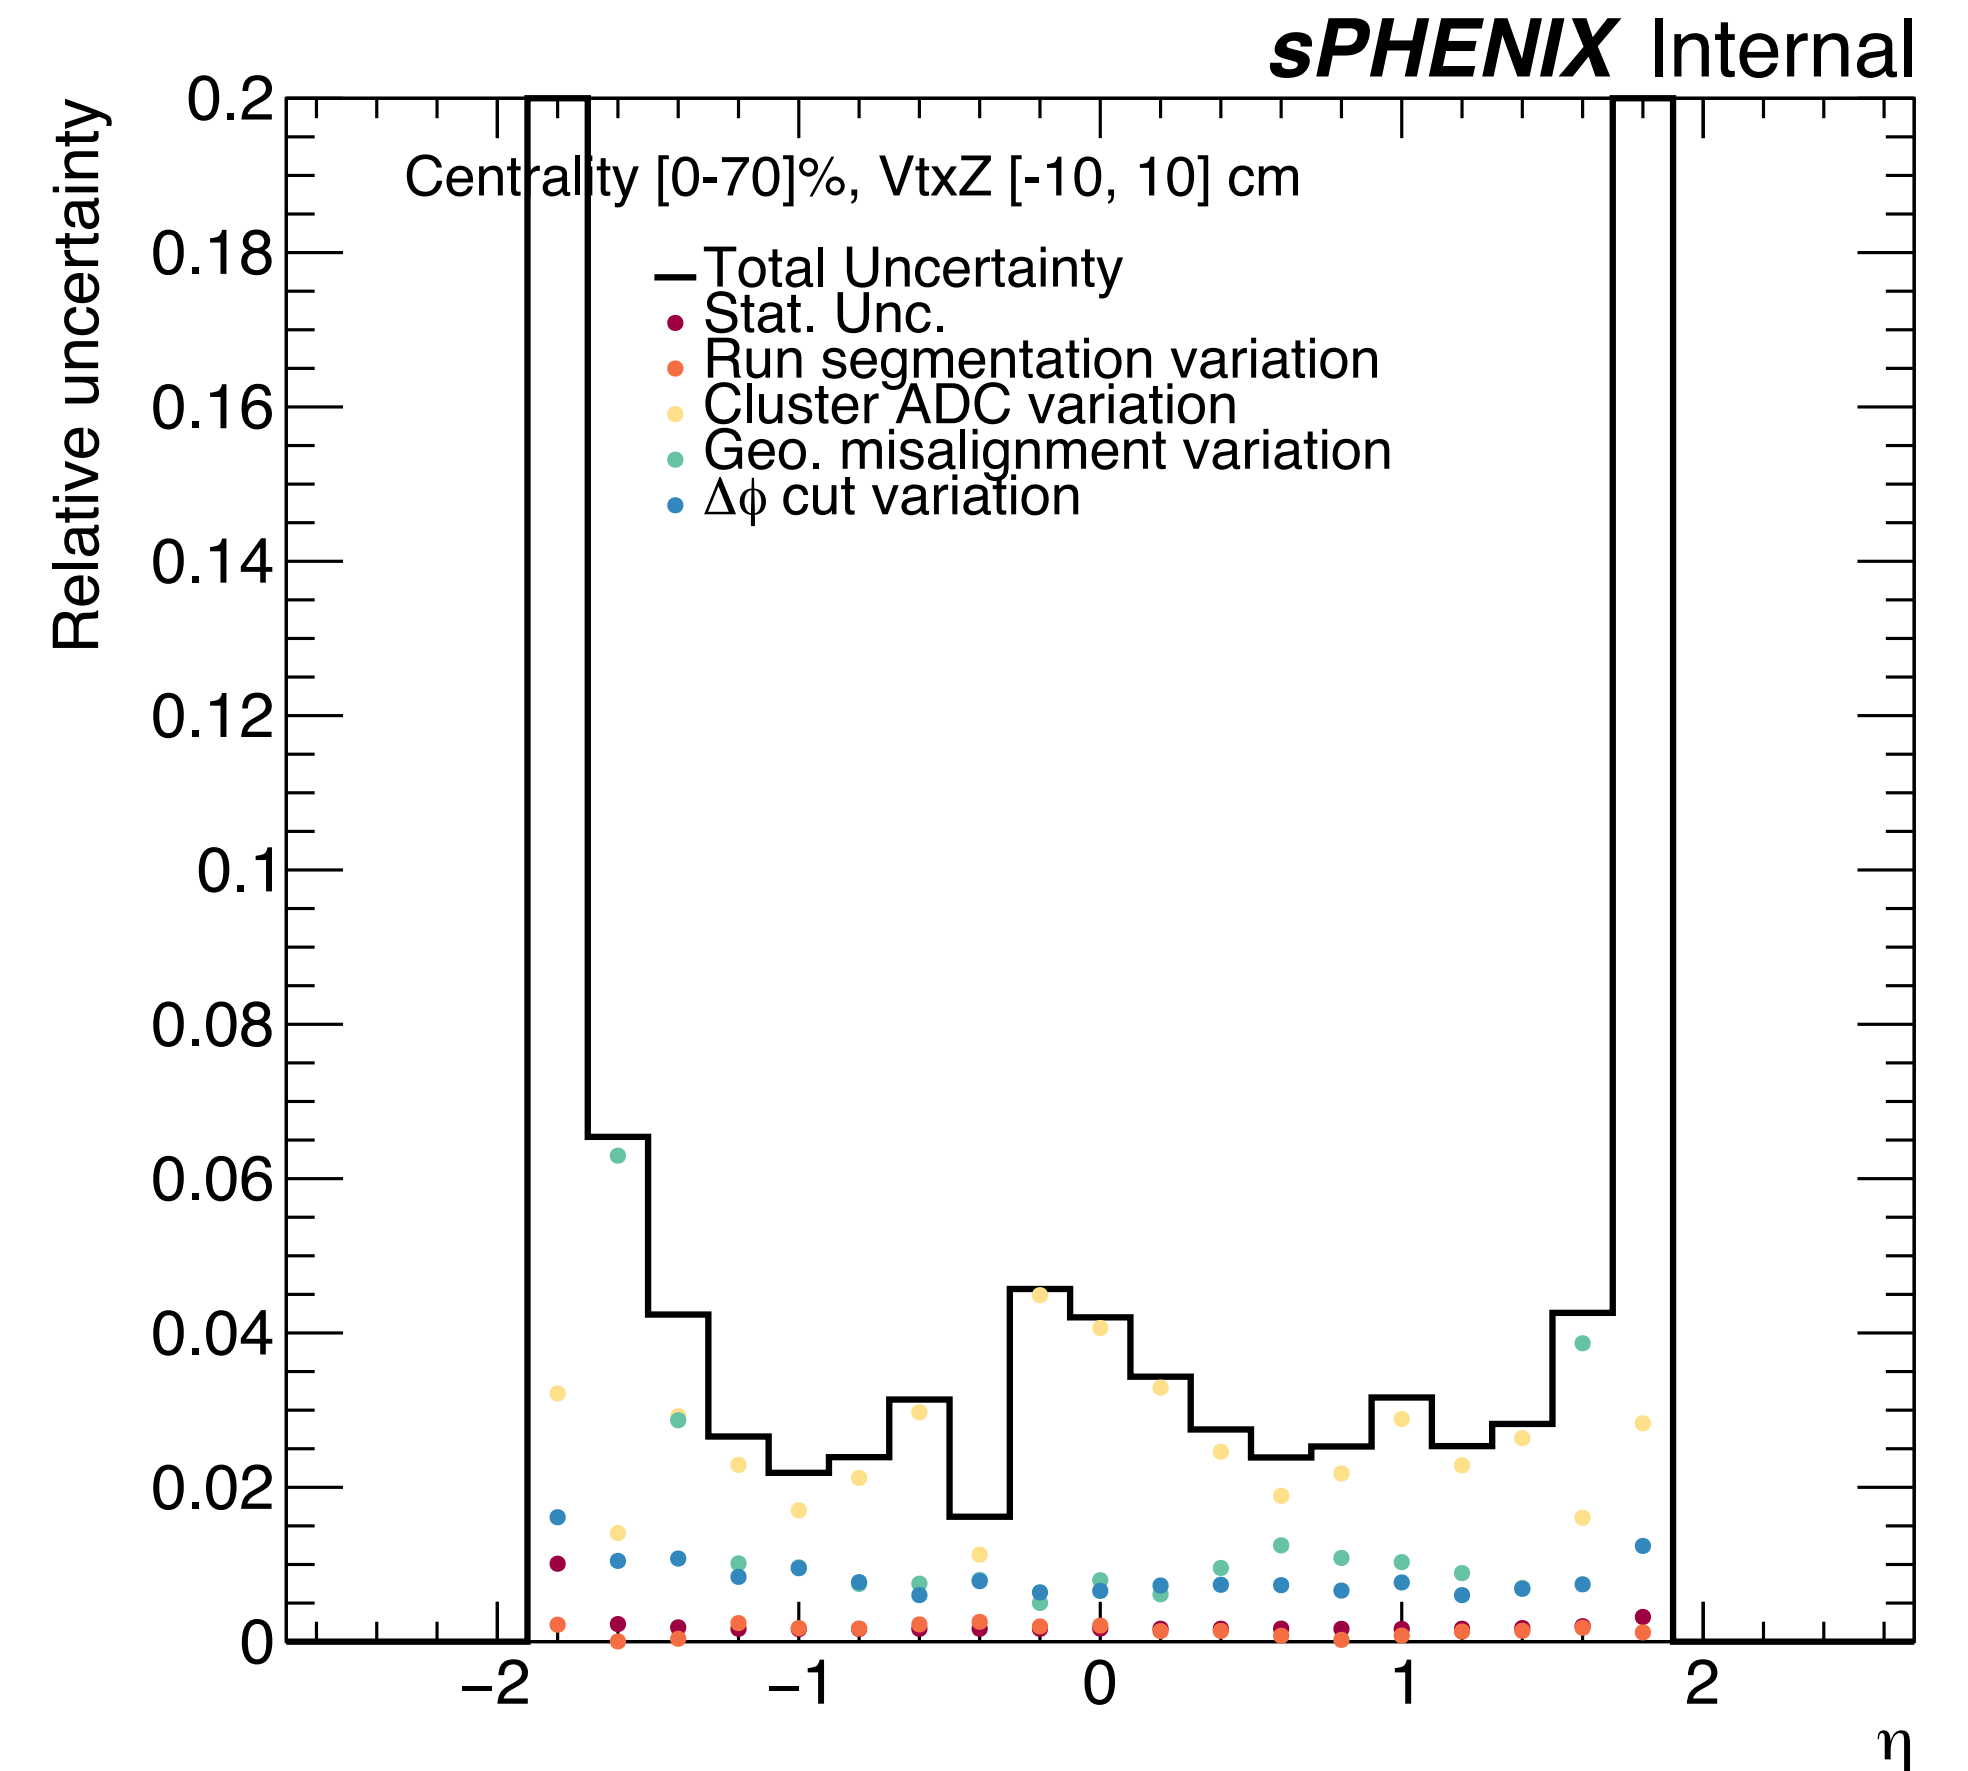 sPHENIX Internal
Relative uncertainty
Centrality [0-70]%, VtxZ [-10, 10] cm
Total Uncertainty
Stat. Unc.
Run segmentation variation
Cluster ADC variation
Geo. misalignment variation
Δϕ cut variation
0.2
0.18
0.16
0.14
0.12
0.1
0.08
0.06
0.04
0.02
0
−2 −1 0 1 2
η